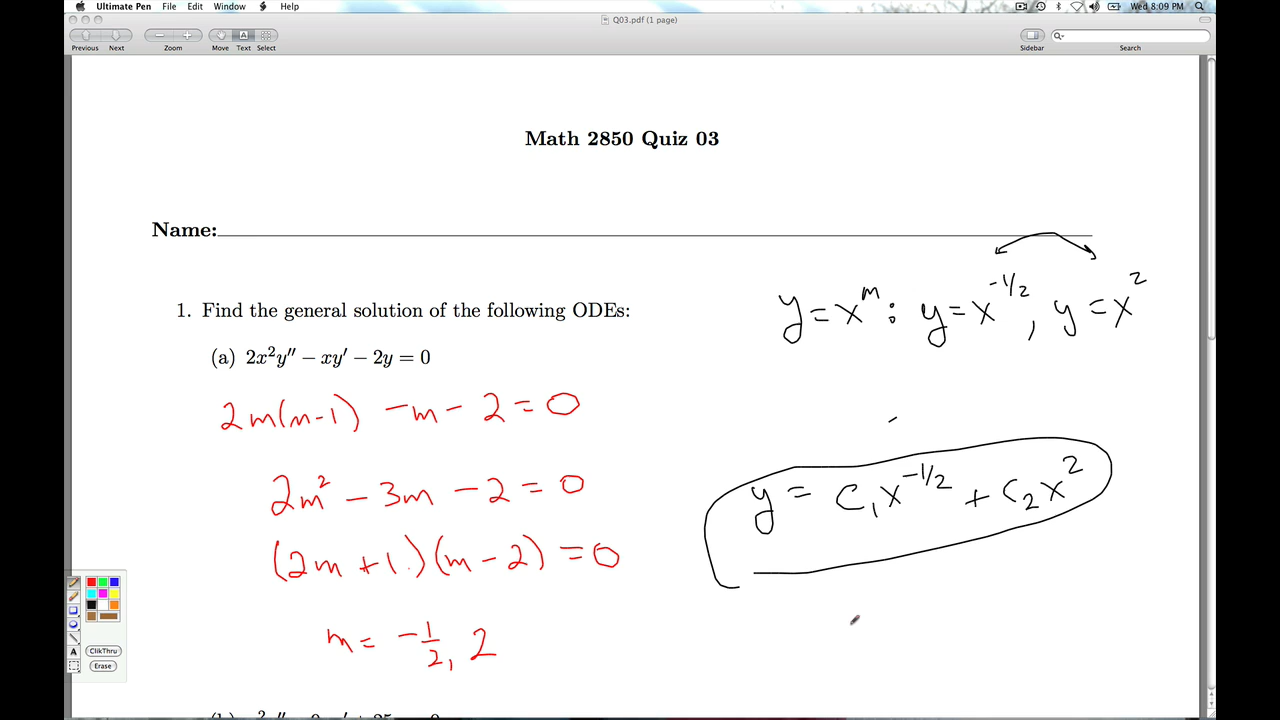 Ultimate Pen File Edit Window Help Wed 8:09 PM
Q03.pdf (1 page)
Previous Next Zoom Move Text Select Sidebar Search
Math 2850 Quiz 03
Name:
1. Find the general solution of the following ODEs:
y = x^m : y = x^{-1/2}, y = x^2
(a) 2x²y″ − xy′ − 2y = 0
2m(m-1) -m - 2 = 0
2m² - 3m - 2 = 0
y = C₁x^{-1/2} + C₂x²
(2m + 1)(m - 2) = 0
m = -1/2, 2
ClikThru
Erase